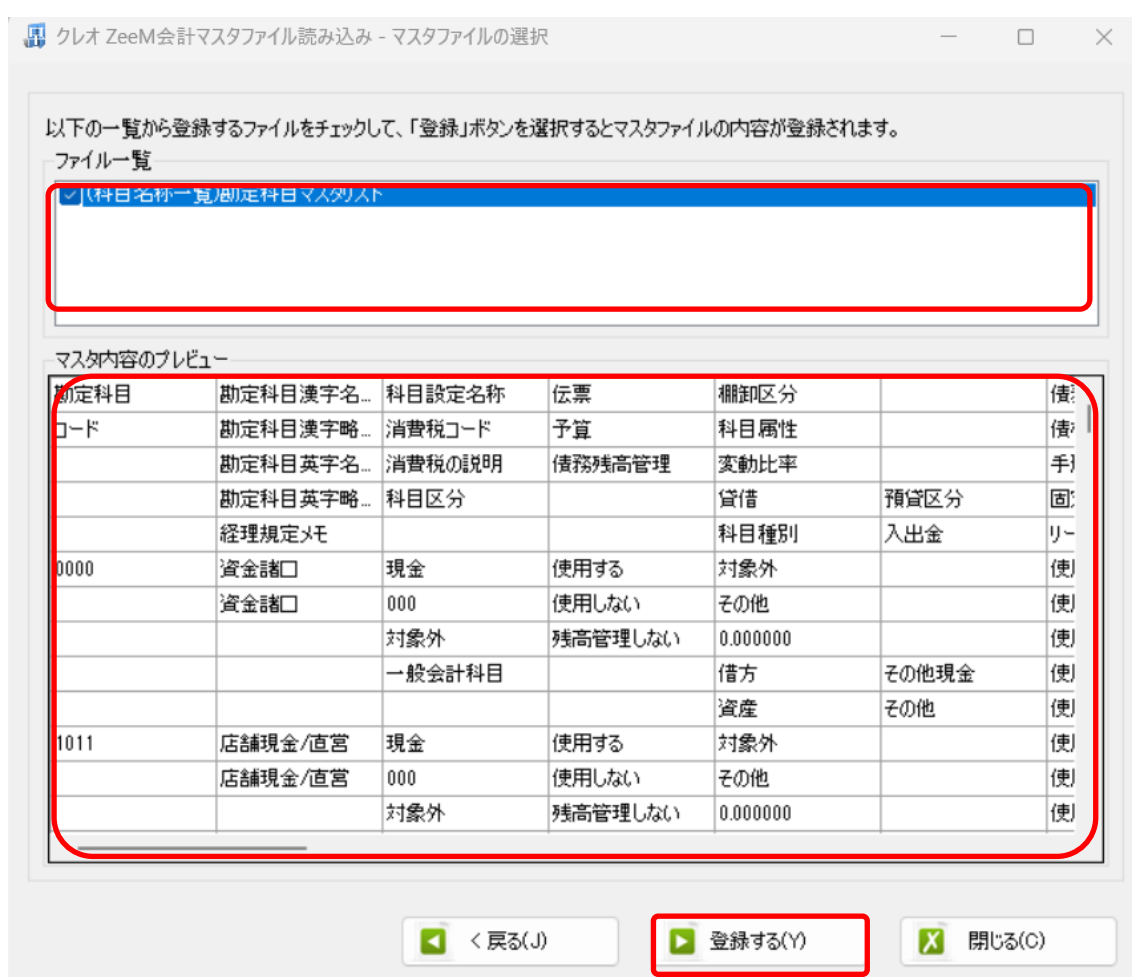 クレオ ZeeM会計マスタファイル読み込み - マスタファイルの選択
以下の一覧から登録するファイルをチェックして、「登録」ボタンを選択するとマスタファイルの内容が登録されます。
ファイル一覧
(科目名称一覧)勘定科目マスタリスト
マスタ内容のプレビュー
勘定科目 勘定科目漢字名... 科目設定名称 伝票 棚卸区分
コード 勘定科目漢字略... 消費税コード 予算 科目属性
勘定科目英字名... 消費税の説明 債務残高管理 変動比率
勘定科目英字略... 科目区分 貸借 預貸区分
経理規定メモ 科目種別 入出金 リー
0000 資金諸口 現金 使用する 対象外
資金諸口 000 使用しない その他
対象外 残高管理しない 0.000000
一般会計科目 借方 その他現金
資産 その他
1011 店舗現金/直営 現金 使用する 対象外
店舗現金/直営 000 使用しない その他
対象外 残高管理しない 0.000000
< 戻る(J) 登録する(Y) 閉じる(C)